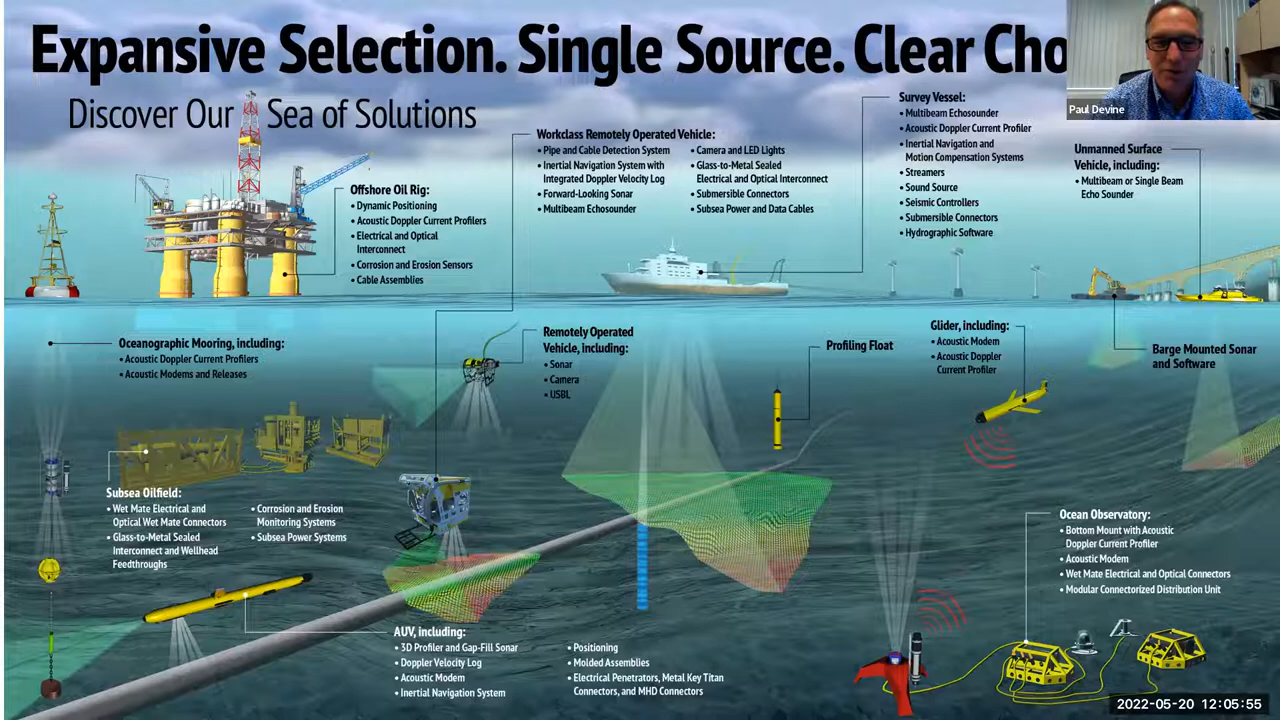 Expansive Selection. Single Source. Clear Cho
Discover Our Sea of Solutions
Paul Devine
Offshore Oil Rig:
• Dynamic Positioning
• Acoustic Doppler Current Profilers
• Electrical and Optical
Interconnect
• Corrosion and Erosion Sensors
• Cable Assemblies
Workclass Remotely Operated Vehicle:
• Pipe and Cable Detection System
• Inertial Navigation System with
Integrated Doppler Velocity Log
• Forward-Looking Sonar
• Multibeam Echosounder
• Camera and LED Lights
• Glass-to-Metal Sealed
Electrical and Optical Interconnect
• Submersible Connectors
• Subsea Power and Data Cables
Survey Vessel:
• Multibeam Echosounder
• Acoustic Doppler Current Profiler
• Inertial Navigation and
Motion Compensation Systems
• Streamers
• Sound Source
• Seismic Controllers
• Submersible Connectors
• Hydrographic Software
Unmanned Surface
Vehicle, including:
• Multibeam or Single Beam
Echo Sounder
Oceanographic Mooring, including:
• Acoustic Doppler Current Profilers
• Acoustic Modems and Releases
Remotely Operated
Vehicle, including:
• Sonar
• Camera
• USBL
Profiling Float
Glider, including:
• Acoustic Modem
• Acoustic Doppler
Current Profiler
Barge Mounted Sonar
and Software
Subsea Oilfield:
• Wet Mate Electrical and
Optical Wet Mate Connectors
• Glass-to-Metal Sealed
Interconnect and Wellhead
Feedthroughs
• Corrosion and Erosion
Monitoring Systems
• Subsea Power Systems
Ocean Observatory:
• Bottom Mount with Acoustic
Doppler Current Profiler
• Acoustic Modem
• Wet Mate Electrical and Optical Connectors
• Modular Connectorized Distribution Unit
AUV, including:
• 3D Profiler and Gap-Fill Sonar
• Doppler Velocity Log
• Acoustic Modem
• Inertial Navigation System
• Positioning
• Molded Assemblies
• Electrical Penetrators, Metal Key Titan
Connectors, and MHD Connectors
2022-05-20 12:05:55